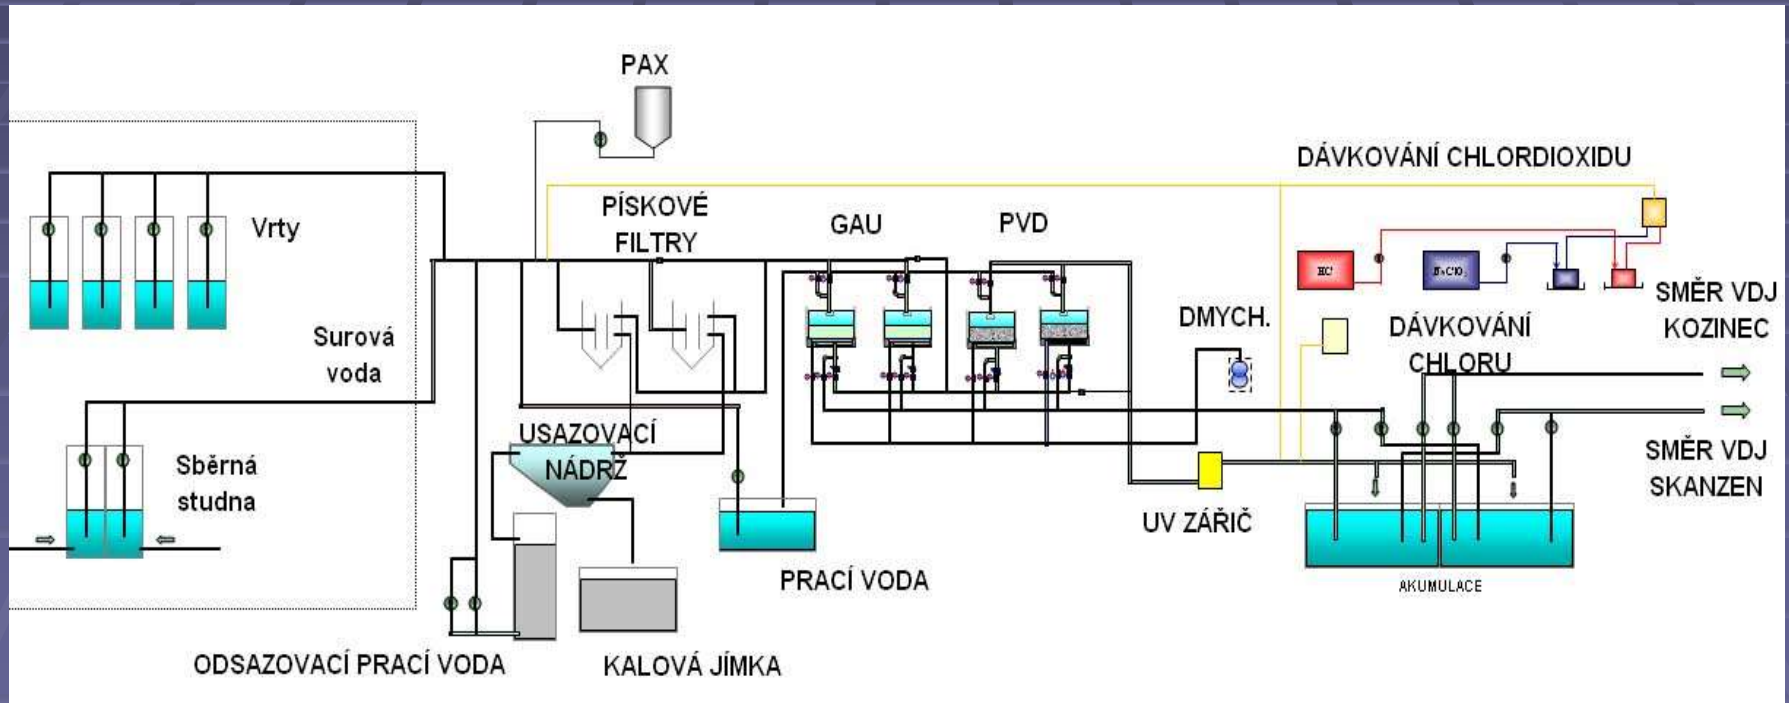 PAX
DÁVKOVÁNÍ CHLORDIOXIDU
PÍSKOVÉ
FILTRY
GAU
PVD
Vrty
HCl
SMĚR VDJ
KOZINEC
DMYCH.
DÁVKOVÁNÍ
CHLORU
Surová
voda
USAZOVACÍ
NÁDRŽ
Sběrná
studna
SMĚR VDJ
SKANZEN
UV ZÁŘIČ
PRACÍ VODA
AKUMULACE
ODSAZOVACÍ PRACÍ VODA
KALOVÁ JÍMKA